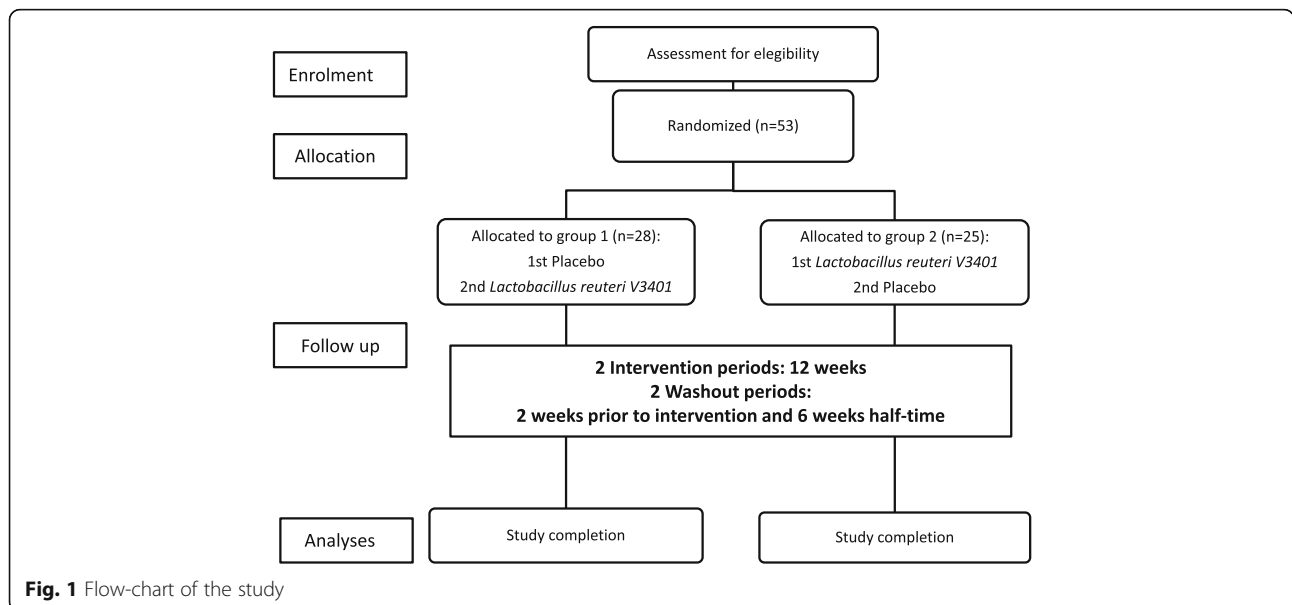 Enrolment
Assessment for elegibility
Randomized (n=53)
Allocation
Allocated to group 1 (n=28):
1st Placebo
2nd Lactobacillus reuteri V3401
Allocated to group 2 (n=25):
1st Lactobacillus reuteri V3401
2nd Placebo
Follow up
2 Intervention periods: 12 weeks
2 Washout periods:
2 weeks prior to intervention and 6 weeks half-time
Analyses
Study completion
Study completion
Fig. 1 Flow-chart of the study